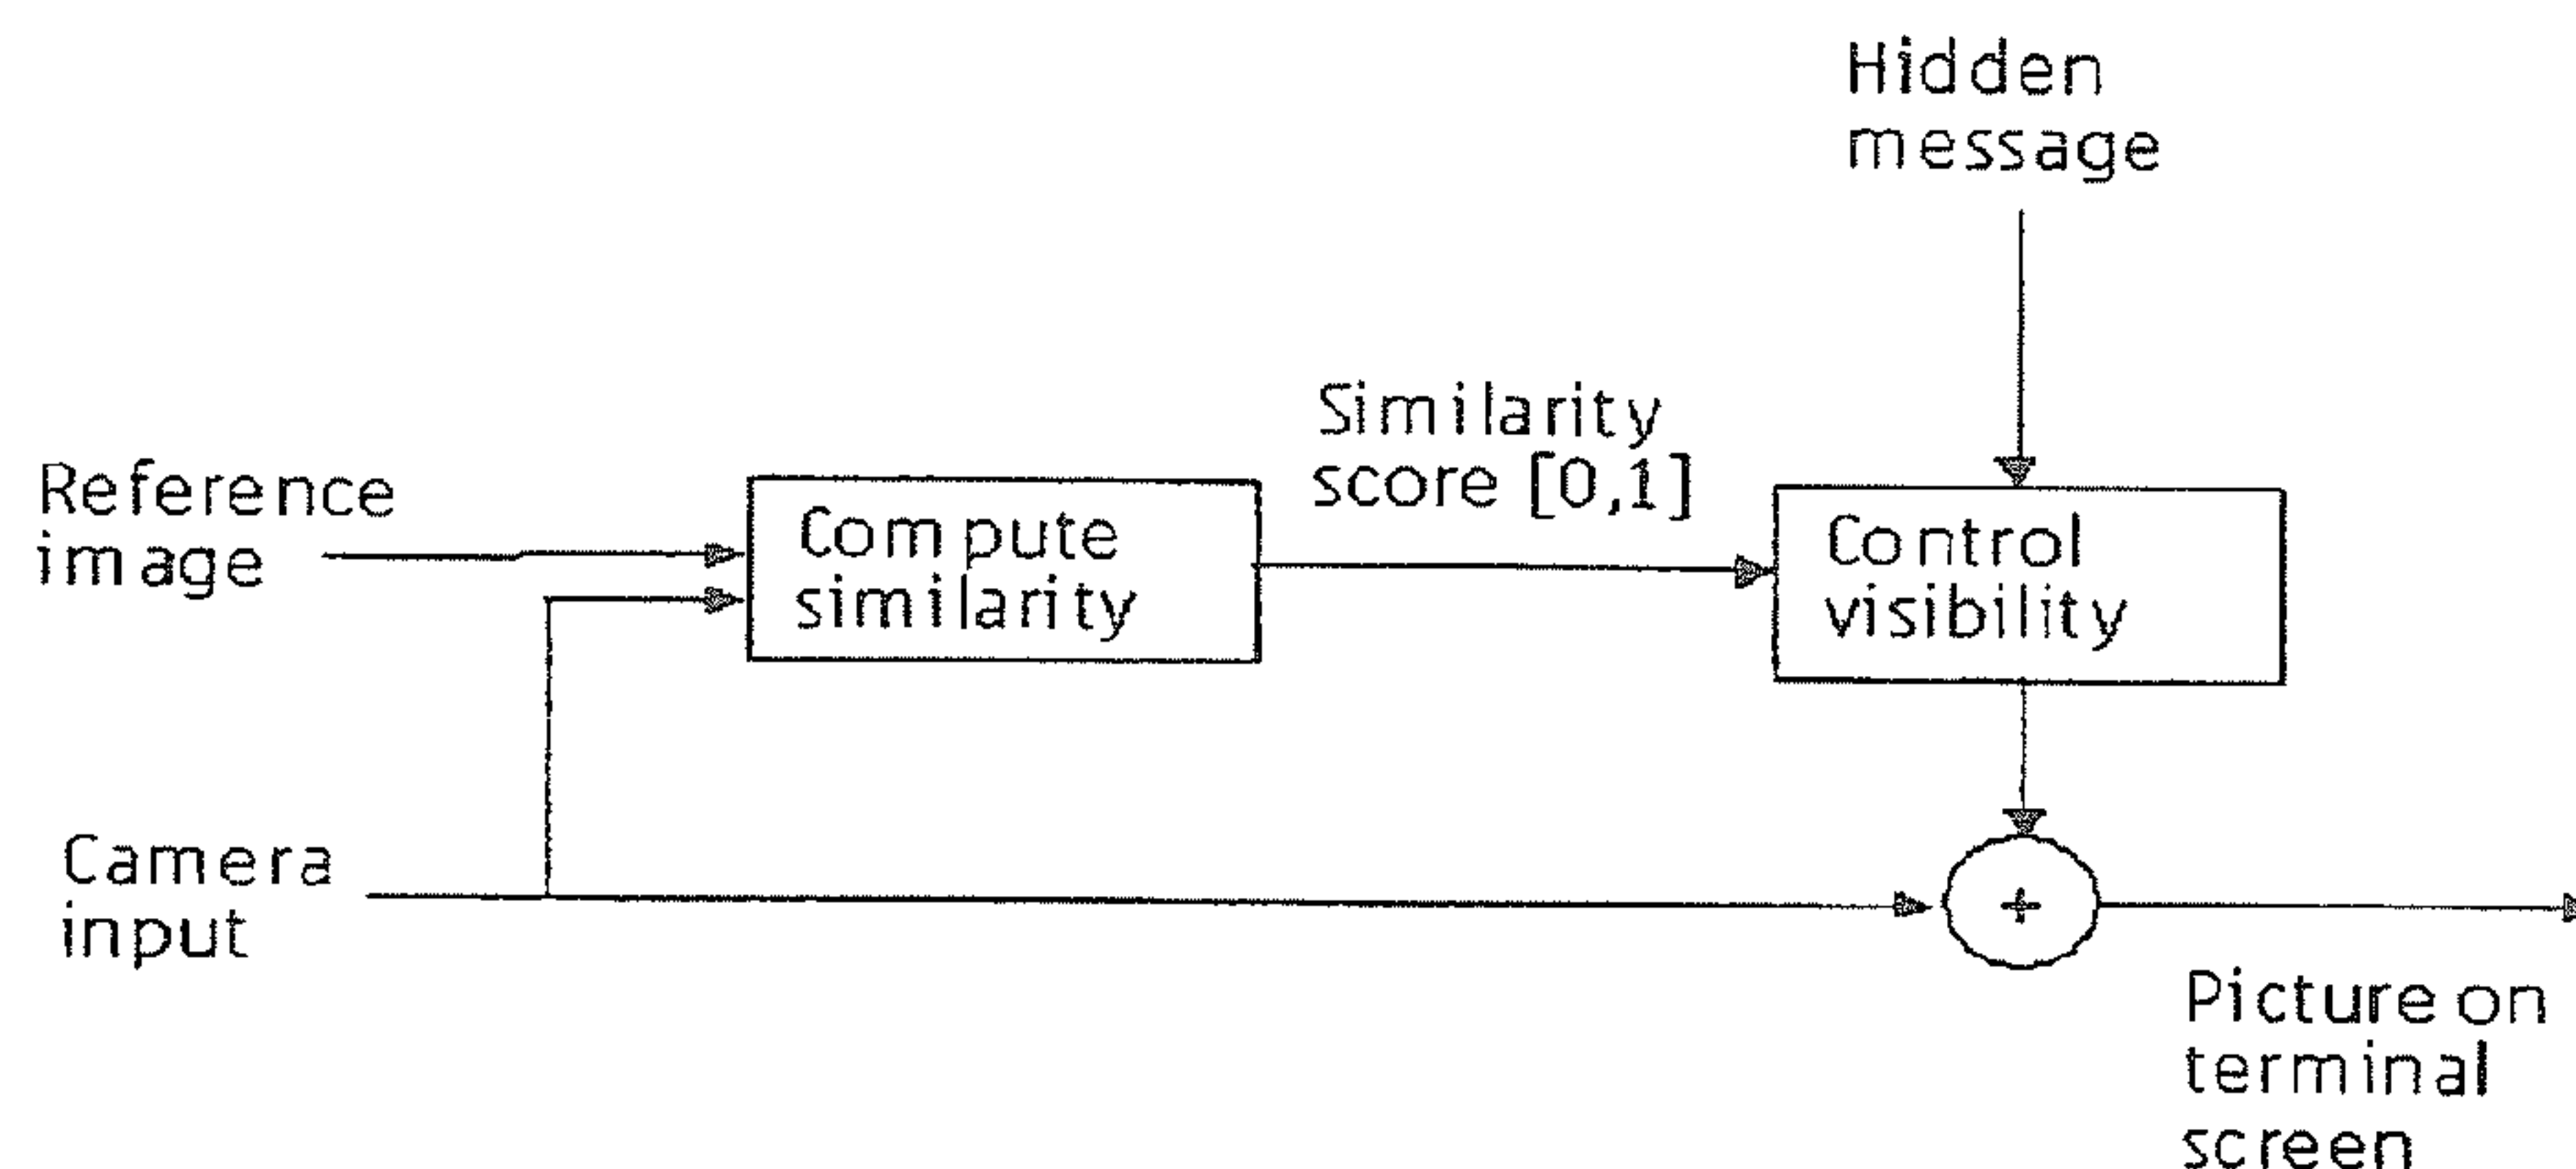 Hidden
message
Similarity
score [0,1]
Reference
image
Compute
similarity
Control
visibility
Camera
input
+
Picture on
terminal
screen